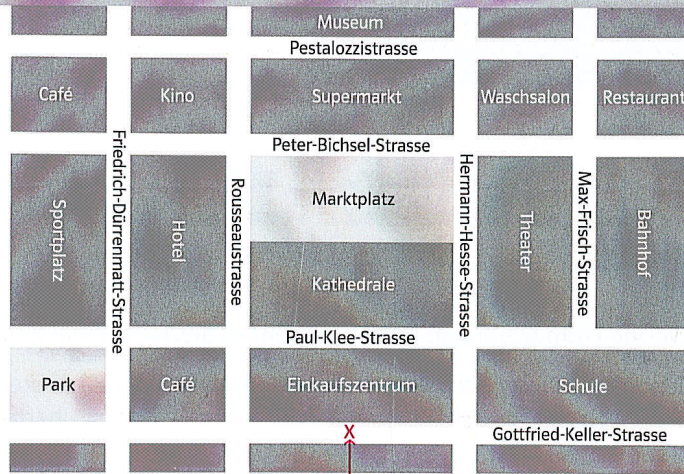 Museum
Pestalozzistrasse
Café
Kino
Supermarkt
Waschsalon
Restaurant
Peter-Bichsel-Strasse
Friedrich-Dürrenmatt-Strasse
Rousseaustrasse
Hermann-Hesse-Strasse
Max-Frisch-Strasse
Sportplatz
Hotel
Marktplatz
Kathedrale
Theater
Bahnhof
Paul-Klee-Strasse
Park
Café
Einkaufszentrum
Schule
X
Gottfried-Keller-Strasse